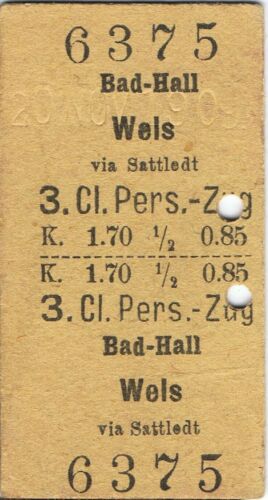 6375
Bad-Hall
Wels
via Sattledt
3. Cl. Pers.-Zug
K. 1.70 1/2 0.85
K. 1.70 1/2 0.85
3. Cl. Pers.-Zug
Bad-Hall
Wels
via Sattledt
6375